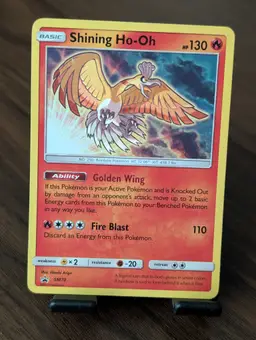 BASIC
Shining Ho-Oh
HP 130
Ability Golden Wing
If this Pokémon is your Active Pokémon and is Knocked Out
by damage from an opponent's attack, move up to 2 basic
Energy cards from this Pokémon to your Benched Pokémon
in any way you like.
Fire Blast 110
Discard an Energy from this Pokémon.
weakness ×2 resistance -20 retreat
SM70